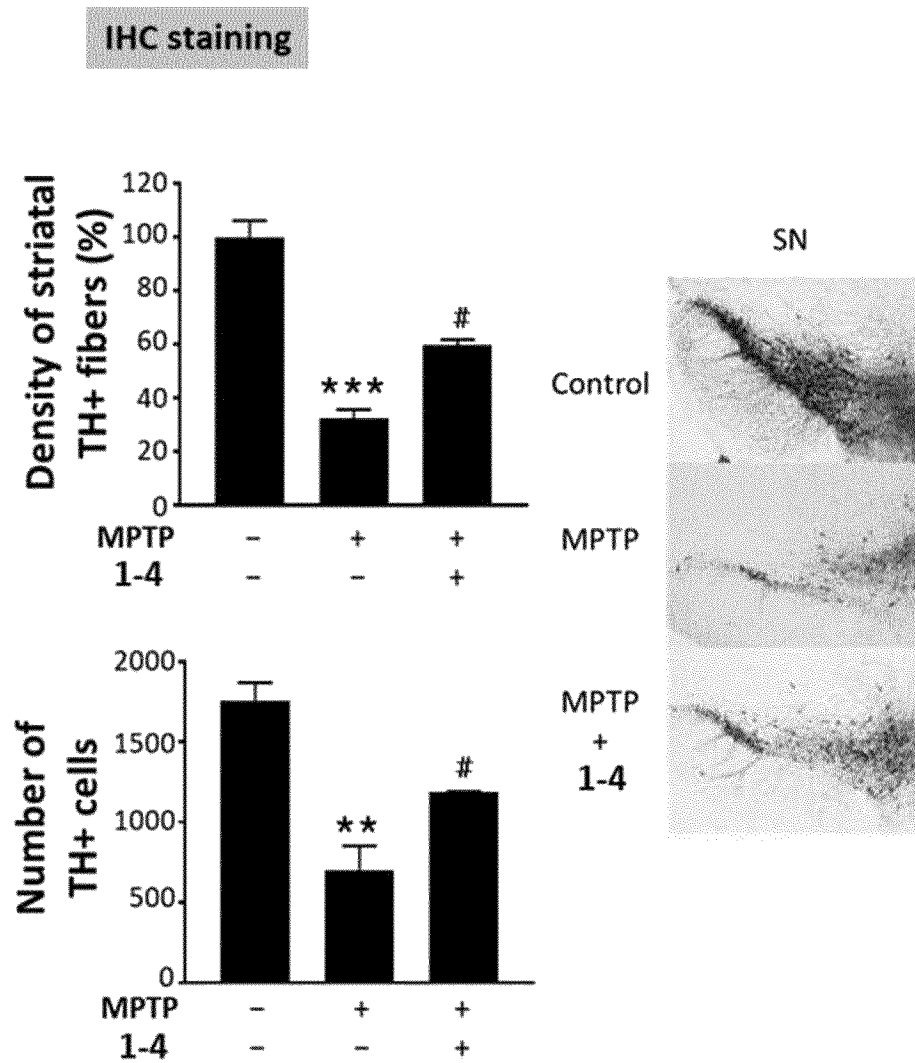 IHC staining
Density of striatal
TH+ fibers (%)
120
100
80
60
40
20
0
***
#
MPTP – + +
1-4 – – +
Number of
TH+ cells
2000
1500
1000
500
0
**
#
MPTP – + +
1-4 – – +
SN
Control
MPTP
MPTP
+
1-4